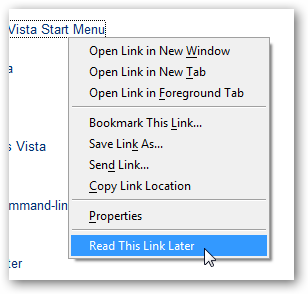 Vista Start Menu
Open Link in New Window
Open Link in New Tab
Open Link in Foreground Tab
Bookmark This Link...
Save Link As...
s Vista
Send Link...
Copy Link Location
ommand-lin
Properties
Read This Link Later
ter